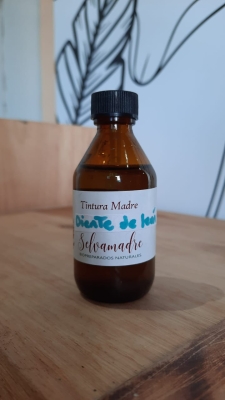 Tintura Madre
Diente de león
Selvamadre
PREPARADOS NATURALES